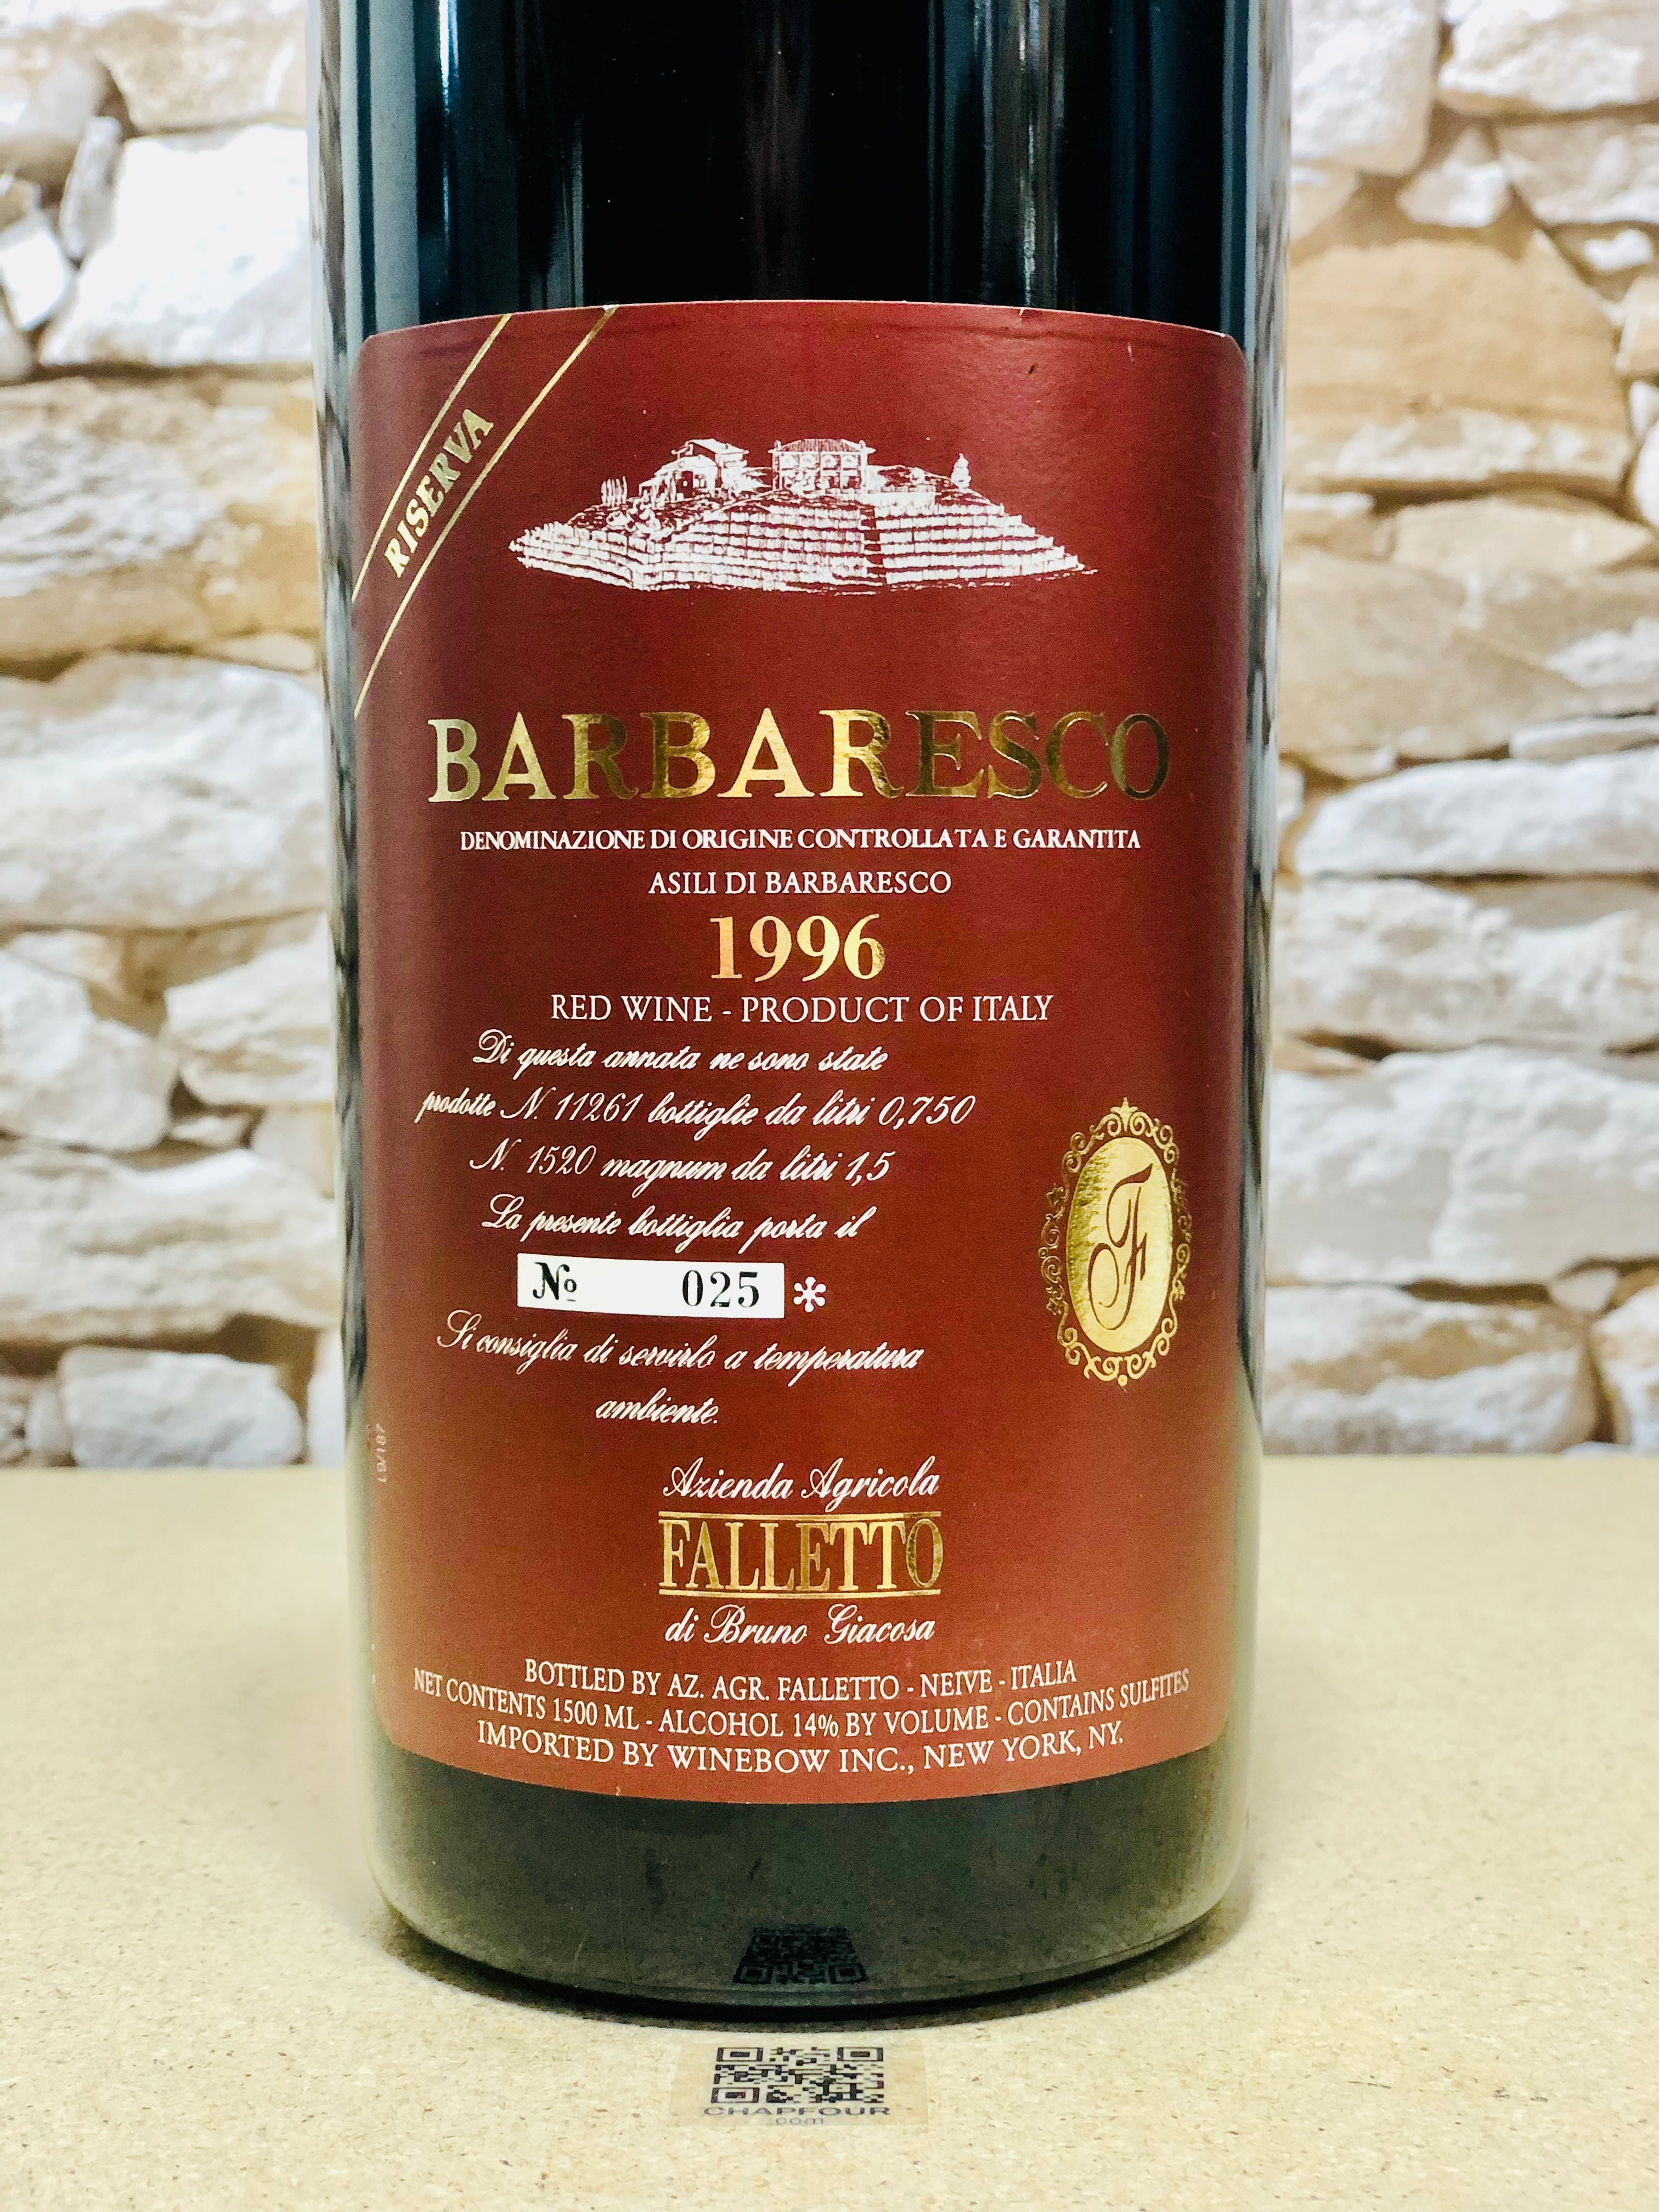 RISERVA
BARBARESCO
DENOMINAZIONE DI ORIGINE CONTROLLATA E GARANTITA
ASILI DI BARBARESCO
1996
RED WINE - PRODUCT OF ITALY
Di questa annata ne sono state
prodotte N. 11261 bottiglie da litri 0,750
N. 1520 magnum da litri 1,5
La presente bottiglia porta il
No 025 *
Si consiglia di servirlo a temperatura
ambiente.
F
L9/187
Azienda Agricola
FALLETTO
di Bruno Giacosa
BOTTLED BY AZ. AGR. FALLETTO - NEIVE - ITALIA
NET CONTENTS 1500 ML - ALCOHOL 14% BY VOLUME - CONTAINS SULFITES
IMPORTED BY WINEBOW INC., NEW YORK, NY.
CHAPFOUR
.com